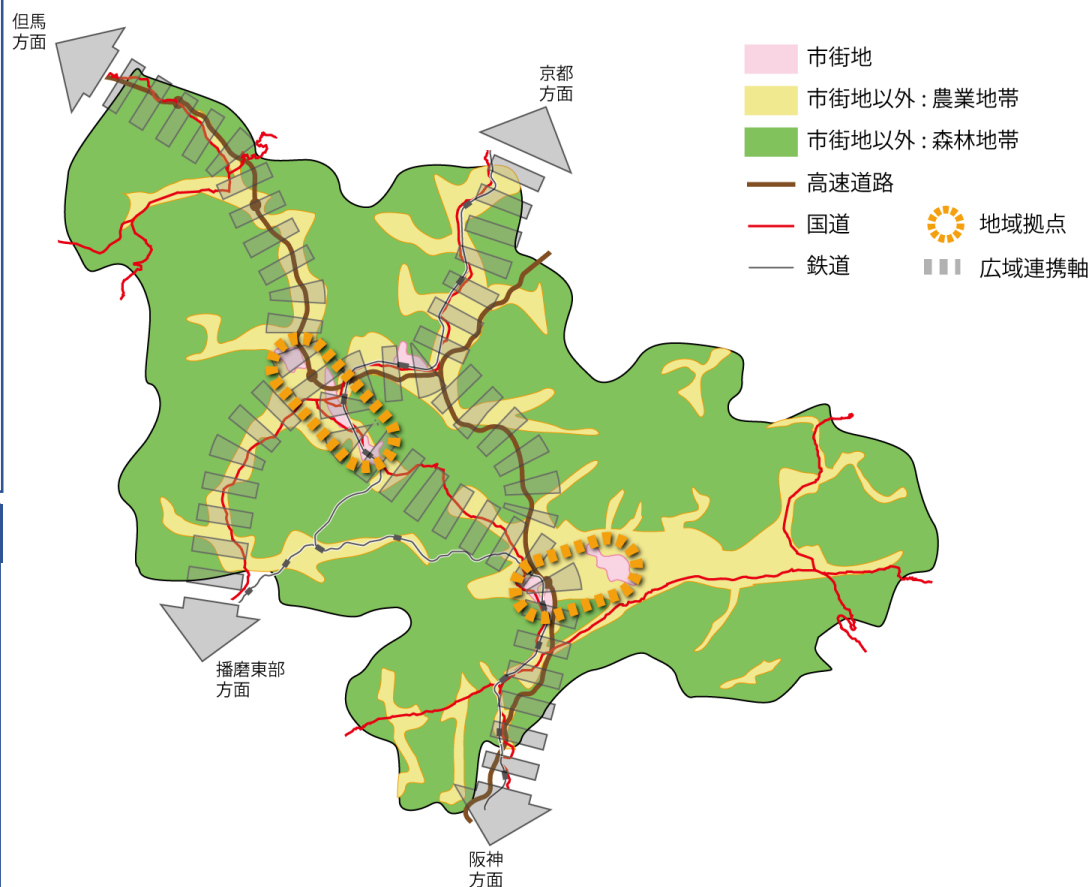 但馬
方面
京都
方面
市街地
市街地以外：農業地帯
市街地以外：森林地帯
高速道路
国道
地域拠点
鉄道
広域連携軸
播磨東部
方面
阪神
方面